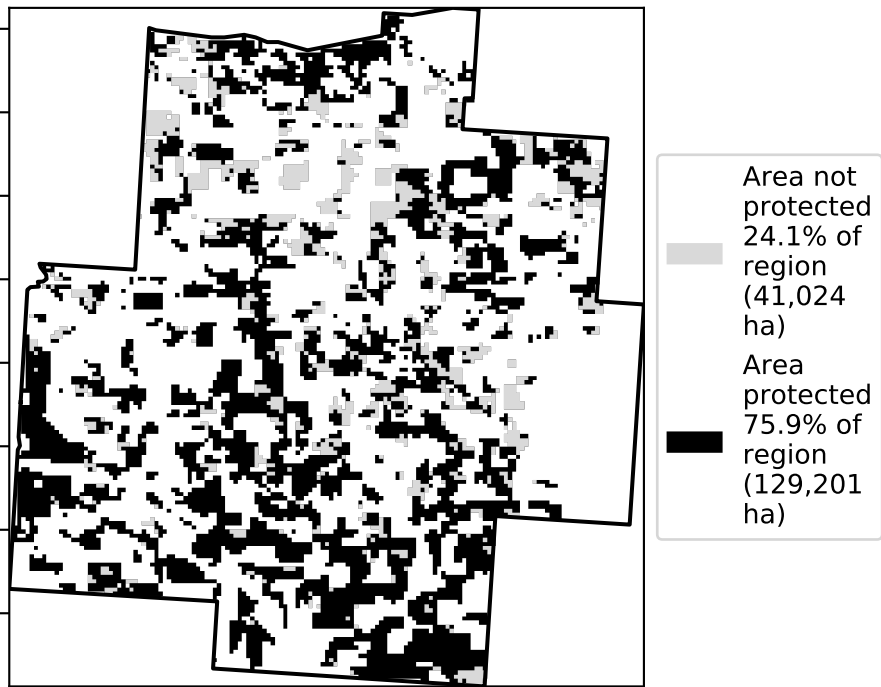 Area not
protected
24.1% of
region
(41,024
ha)
Area
protected
75.9% of
region
(129,201
ha)